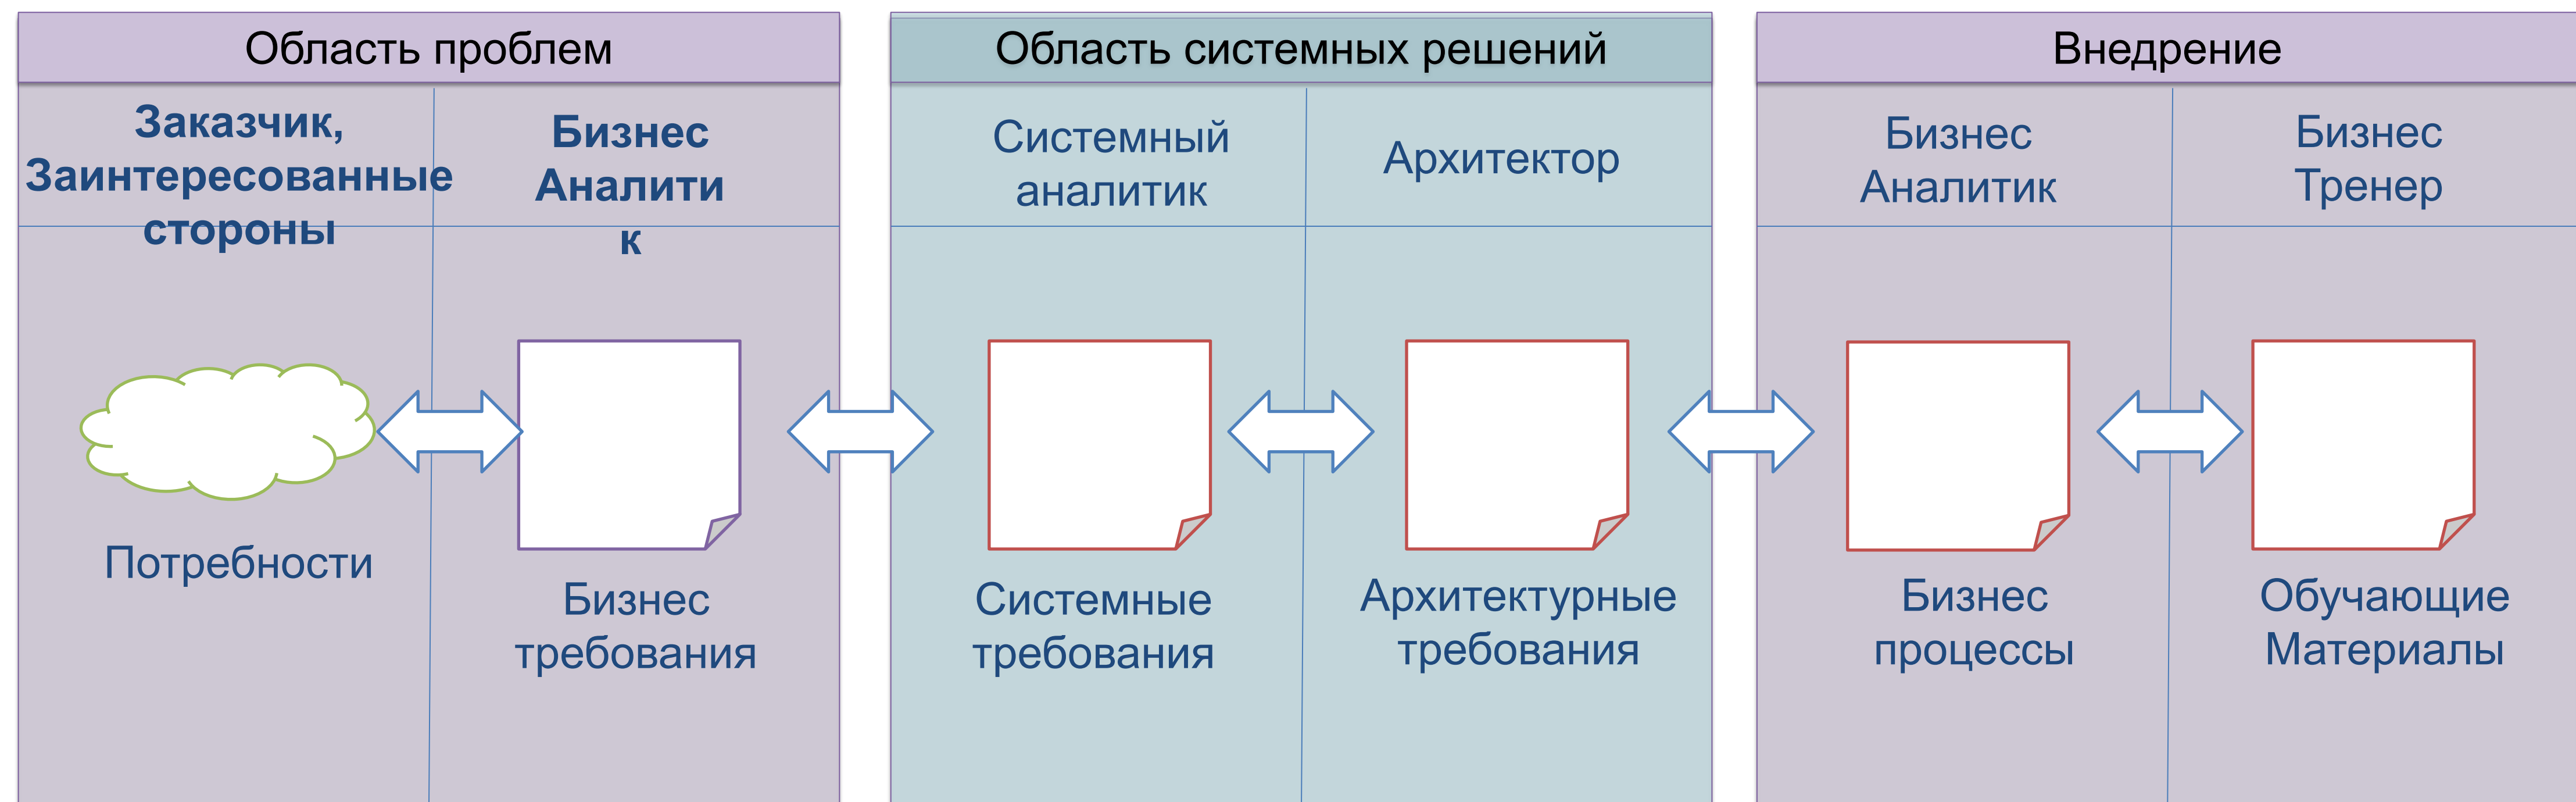 Область проблем
Заказчик,
Заинтересованные
стороны
Бизнес
Аналити
к
Потребности
Бизнес
требования
Область системных решений
Системный
аналитик
Архитектор
Системные
требования
Архитектурные
требования
Внедрение
Бизнес
Аналитик
Бизнес
Тренер
Бизнес
процессы
Обучающие
Материалы